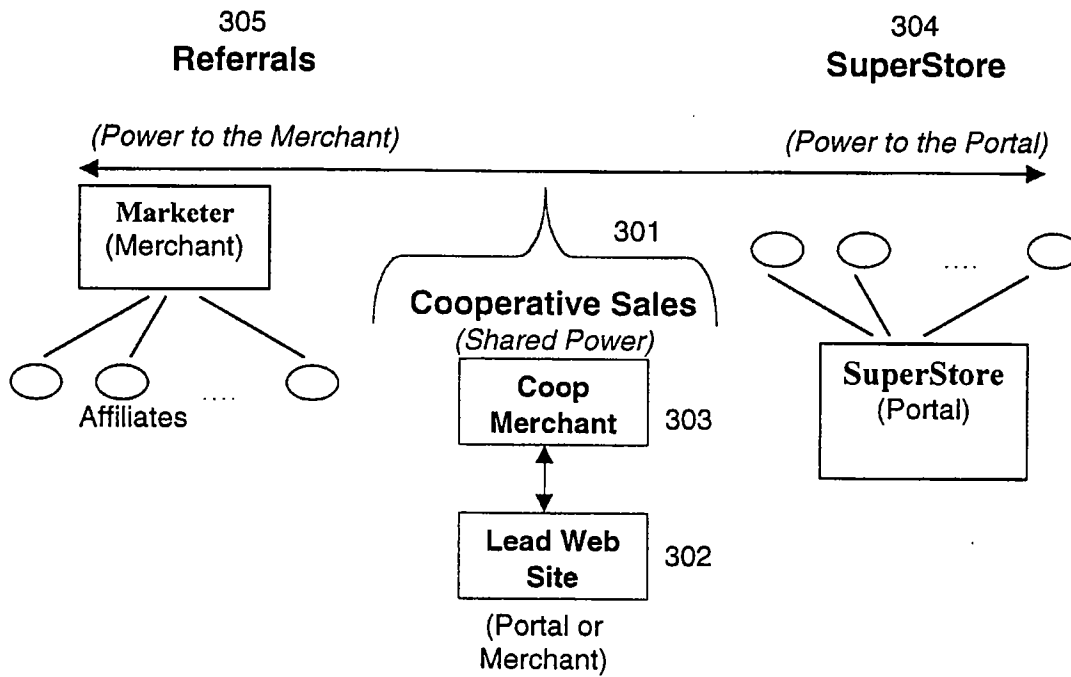 305
Referrals
304
SuperStore
(Power to the Merchant)
(Power to the Portal)
Marketer
(Merchant)
....
Affiliates
301
Cooperative Sales
(Shared Power)
Coop
Merchant
303
Lead Web
Site
302
(Portal or
Merchant)
....
SuperStore
(Portal)